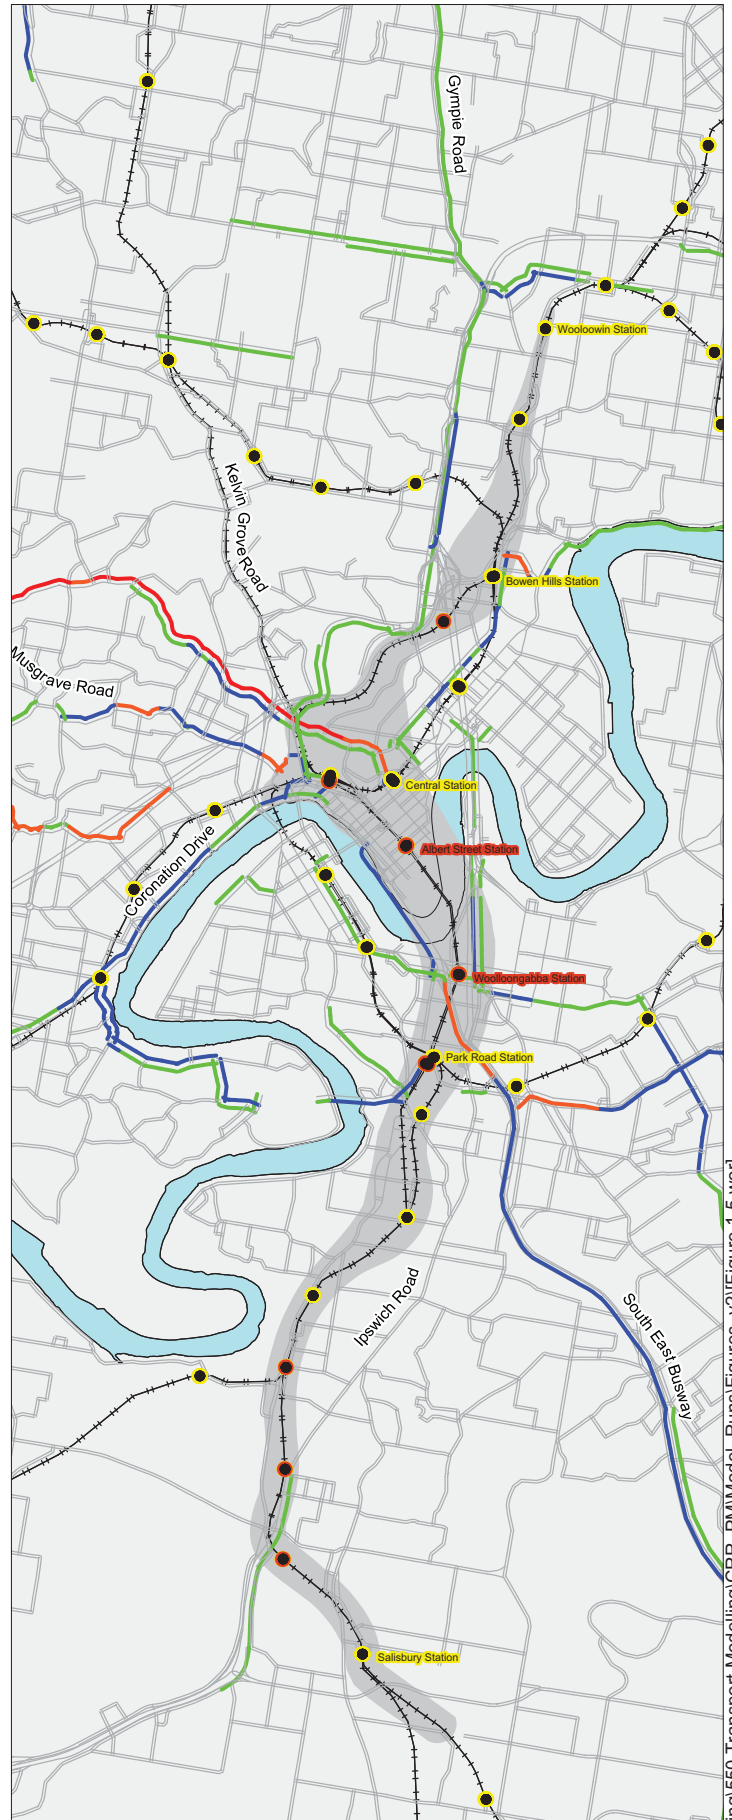 Gympie Road
Wooloowin Station
Kelvin Grove Road
Bowen Hills Station
Musgrave Road
Central Station
Coronation Drive
Albert Street Station
Woolloongabba Station
Park Road Station
Ipswich Road
South East Busway
Salisbury Station